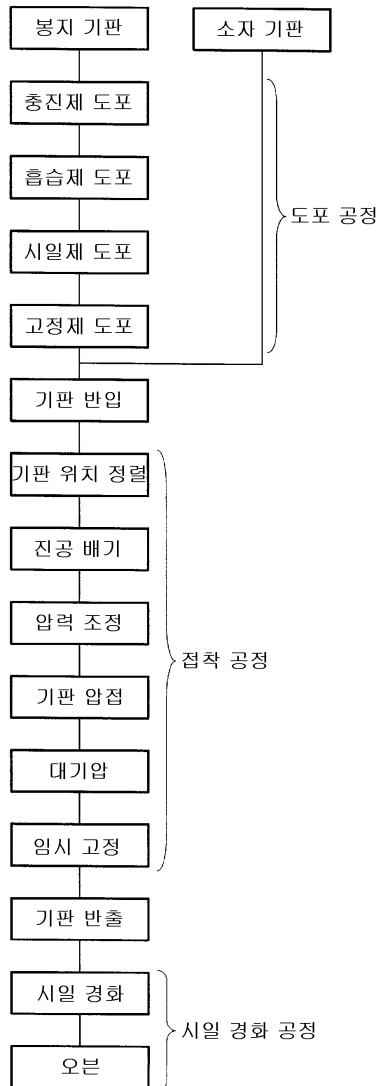 봉지 기판
소자 기판
충진제 도포
흡습제 도포
시일제 도포
고정제 도포
도포 공정
기판 반입
기판 위치 정렬
진공 배기
압력 조정
기판 압접
대기압
임시 고정
접착 공정
기판 반출
시일 경화
오븐
시일 경화 공정